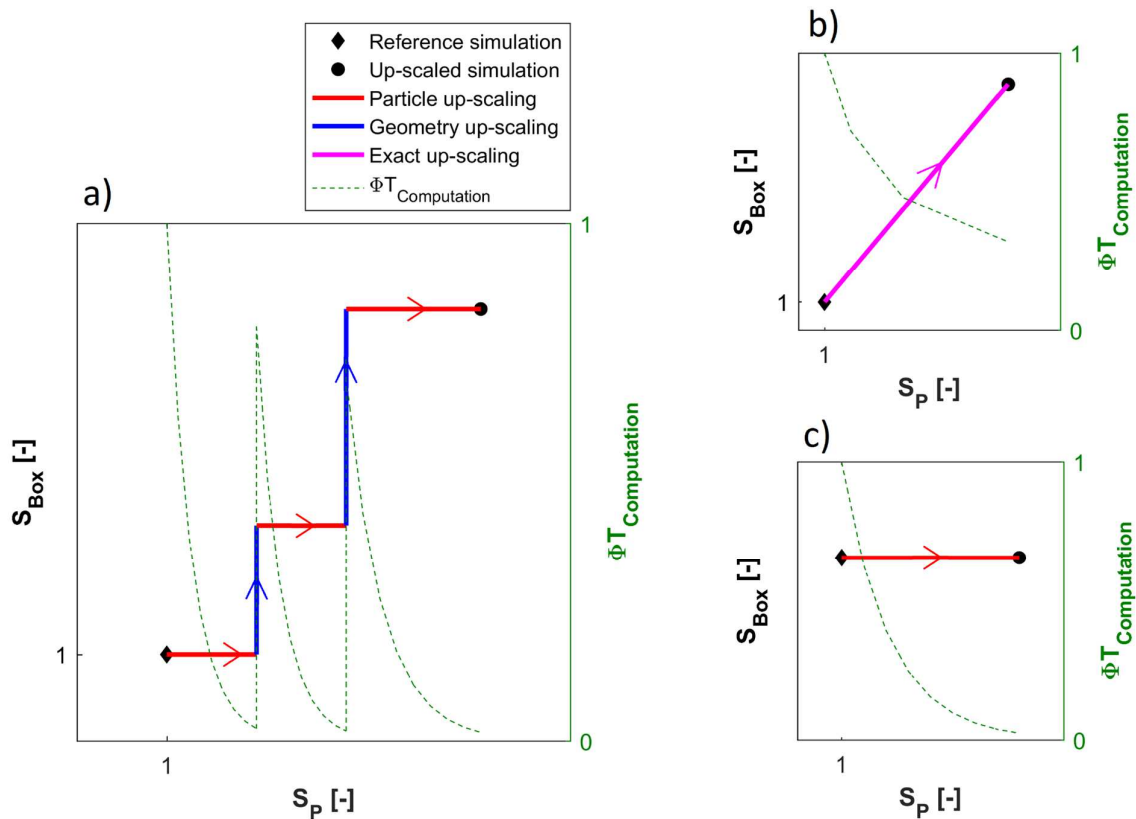 Reference simulation
Up-scaled simulation
Particle up-scaling
Geometry up-scaling
Exact up-scaling
ΦT_Computation
a)
1
S_Box [-]
1
S_P [-]
1
ΦT_Computation
0
b)
1
S_Box [-]
1
1
S_P [-]
ΦT_Computation
0
c)
1
S_Box [-]
1
S_P [-]
ΦT_Computation
0